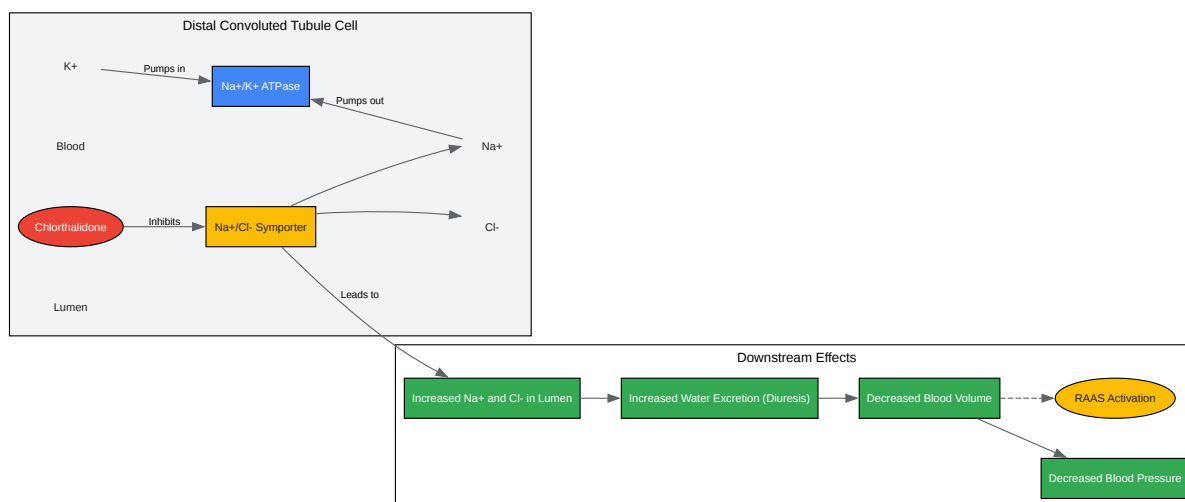 Distal Convoluted Tubule Cell
K+
Pumps in
Na+/K+ ATPase
Pumps out
Blood
Na+
Chlorthalidone
Inhibits
Na+/Cl- Symporter
Cl-
Lumen
Leads to
Downstream Effects
Increased Na+ and Cl- in Lumen
Increased Water Excretion (Diuresis)
Decreased Blood Volume
RAAS Activation
Decreased Blood Pressure